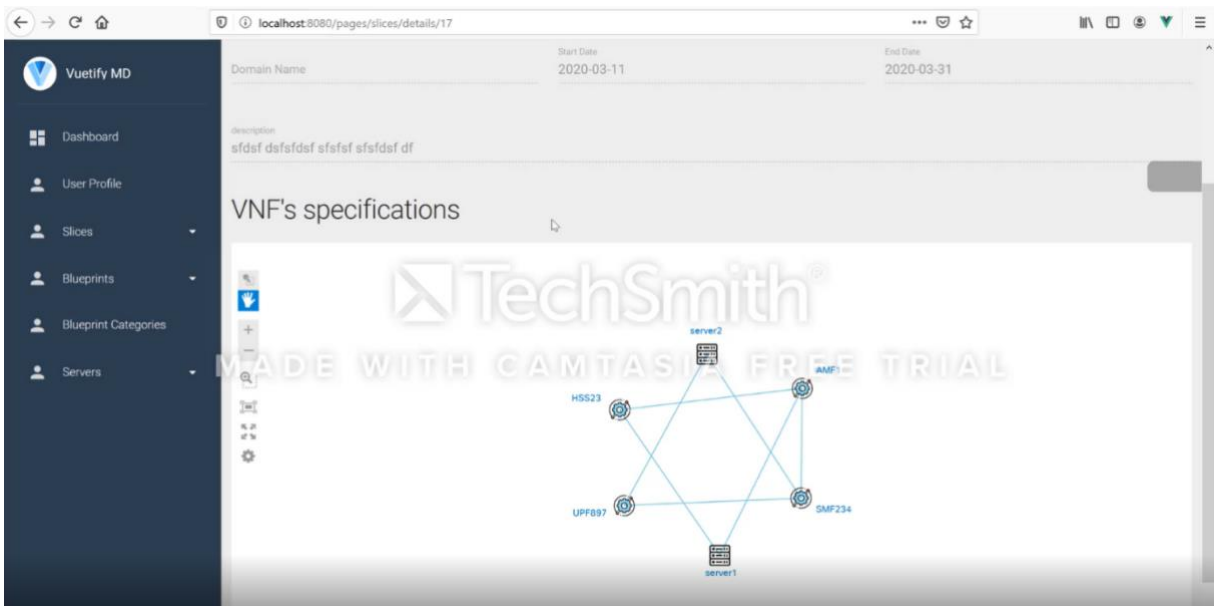 localhost:8080/pages/slices/details/17
Vuetify MD
Start Date
End Date
Domain Name
2020-03-11
2020-03-31
Dashboard
description
sfdsf dsfsfdsf sfsfsf sfsfdsf df
User Profile
VNF's specifications
Slices
Blueprints
TechSmith®
Blueprint Categories
server2
MADE WITH CAMTASIA FREE TRIAL
Servers
HSS23
UPF897
SMF234
server1